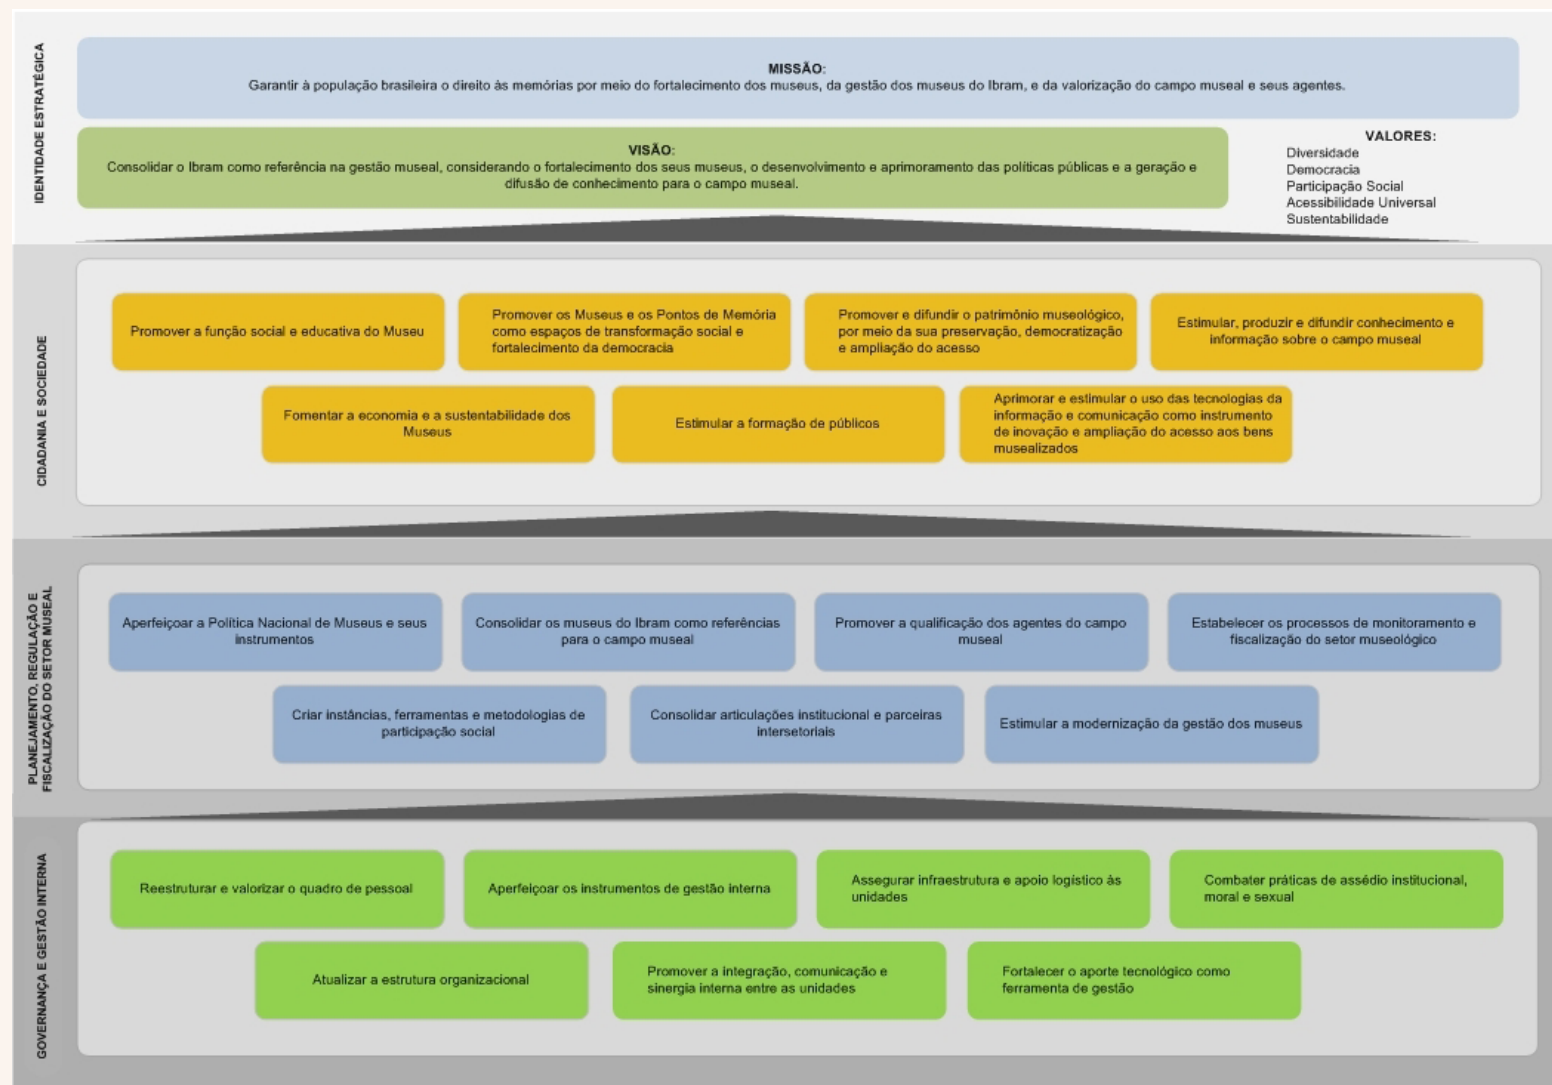 IDENTIDADE ESTRATÉGICA
MISSÃO:
Garantir à população brasileira o direito às memórias por meio do fortalecimento dos museus, da gestão dos museus do Ibram, e da valorização do campo museal e seus agentes.
VISÃO:
Consolidar o Ibram como referência na gestão museal, considerando o fortalecimento dos seus museus, o desenvolvimento e aprimoramento das políticas públicas e a geração e
difusão de conhecimento para o campo museal.
VALORES:
Diversidade
Democracia
Participação Social
Acessibilidade Universal
Sustentabilidade
CIDADANIA E SOCIEDADE
Promover a função social e educativa do Museu
Promover os Museus e os Pontos de Memória
como espaços de transformação social e
fortalecimento da democracia
Promover e difundir o patrimônio museológico,
por meio da sua preservação, democratização
e ampliação do acesso
Estimular, produzir e difundir conhecimento e
informação sobre o campo museal
Fomentar a economia e a sustentabilidade dos
Museus
Estimular a formação de públicos
Aprimorar e estimular o uso das tecnologias da
informação e comunicação como instrumento
de inovação e ampliação do acesso aos bens
musealizados
PLANEJAMENTO, REGULAÇÃO E
FISCALIZAÇÃO DO SETOR MUSEAL
Aperfeiçoar a Política Nacional de Museus e seus
instrumentos
Consolidar os museus do Ibram como referências
para o campo museal
Promover a qualificação dos agentes do campo
museal
Estabelecer os processos de monitoramento e
fiscalização do setor museológico
Criar instâncias, ferramentas e metodologias de
participação social
Consolidar articulações institucional e parceiras
intersetoriais
Estimular a modernização da gestão dos museus
GOVERNANÇA E GESTÃO INTERNA
Reestruturar e valorizar o quadro de pessoal
Aperfeiçoar os instrumentos de gestão interna
Assegurar infraestrutura e apoio logístico às
unidades
Combater práticas de assédio institucional,
moral e sexual
Atualizar a estrutura organizacional
Promover a integração, comunicação e
sinergia interna entre as unidades
Fortalecer o aporte tecnológico como
ferramenta de gestão